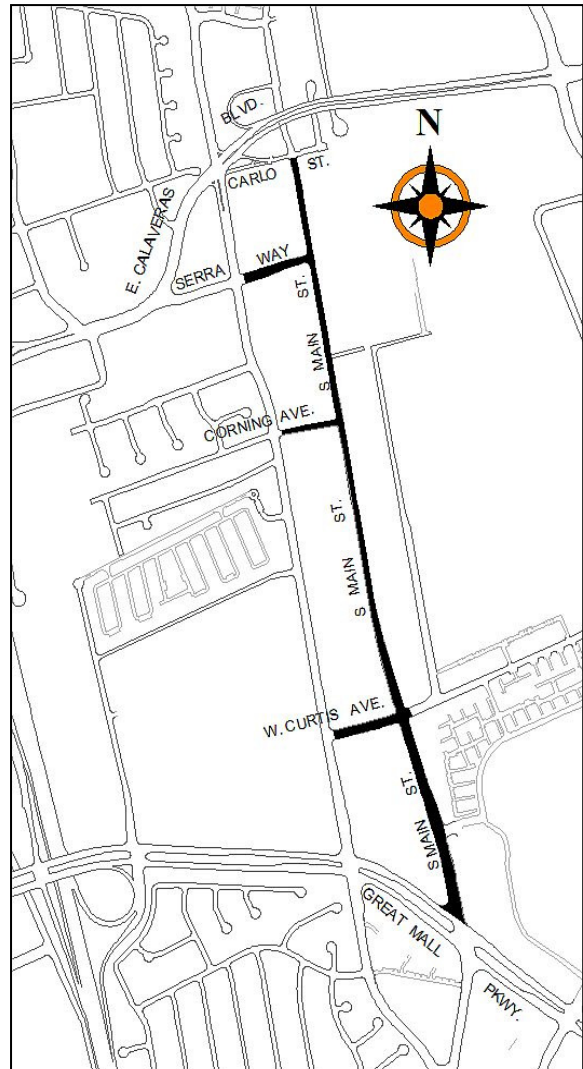 BLVD.
N
CARLO ST.
E. CALAVERAS
SERRA WAY
S MAIN ST.
CORNING AVE.
S MAIN ST.
W. CURTIS AVE.
S MAIN ST.
GREAT MALL
PKWY.